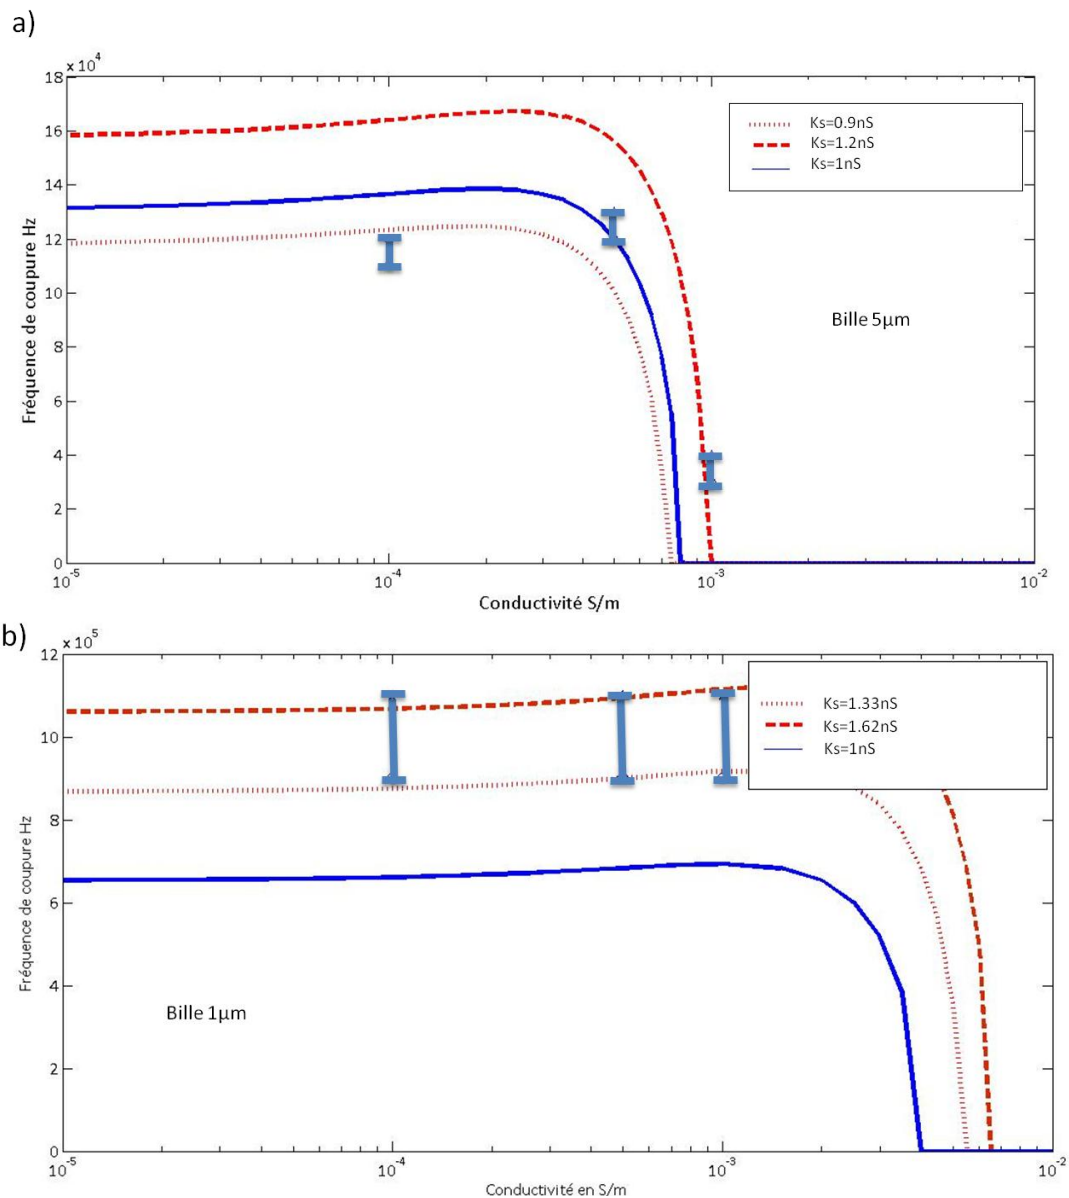 a)
x 10^4
18
16
14
12
10
8
6
4
2
0
Fréquence de coupure Hz
Ks=0.9nS
Ks=1.2nS
Ks=1nS
Bille 5µm
10^-5 10^-4 10^-3 10^-2
Conductivité S/m
b)
x 10^5
12
10
8
6
4
2
0
Fréquence de coupure Hz
Ks=1.33nS
Ks=1.62nS
Ks=1nS
Bille 1µm
10^-5 10^-4 10^-3 10^-2
Conductivité en S/m